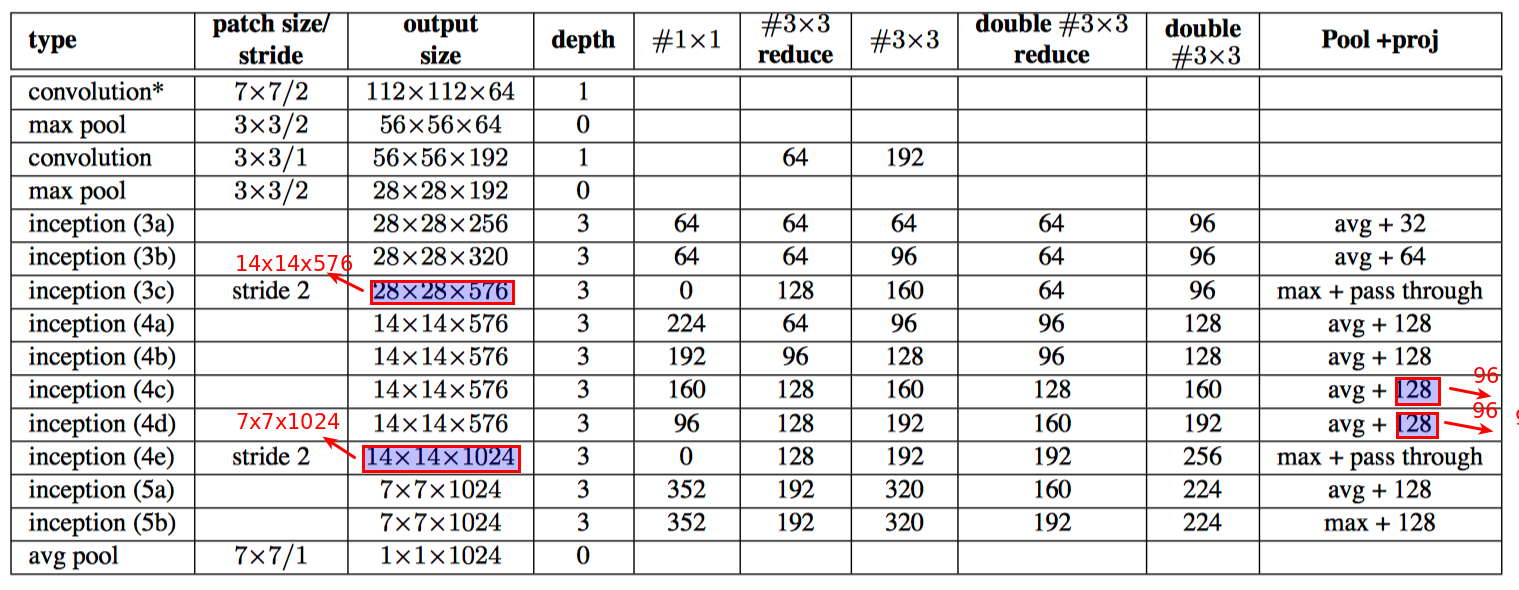 type patch size/ stride output size depth #1×1 #3×3 reduce #3×3 double #3×3 reduce double #3×3 Pool +proj
convolution* 7×7/2 112×112×64 1
max pool 3×3/2 56×56×64 0
convolution 3×3/1 56×56×192 1 64 192
max pool 3×3/2 28×28×192 0
inception (3a) 28×28×256 3 64 64 64 64 96 avg + 32
inception (3b) 28×28×320 3 64 64 96 64 96 avg + 64
14x14x576
inception (3c) stride 2 28×28×576 3 0 128 160 64 96 max + pass through
inception (4a) 14×14×576 3 224 64 96 96 128 avg + 128
inception (4b) 14×14×576 3 192 96 128 96 128 avg + 128
inception (4c) 14×14×576 3 160 128 160 128 160 avg + 128 96
7x7x1024
inception (4d) 14×14×576 3 96 128 192 160 192 avg + 128 96
inception (4e) stride 2 14×14×1024 3 0 128 192 192 256 max + pass through
inception (5a) 7×7×1024 3 352 192 320 160 224 avg + 128
inception (5b) 7×7×1024 3 352 192 320 192 224 max + 128
avg pool 7×7/1 1×1×1024 0